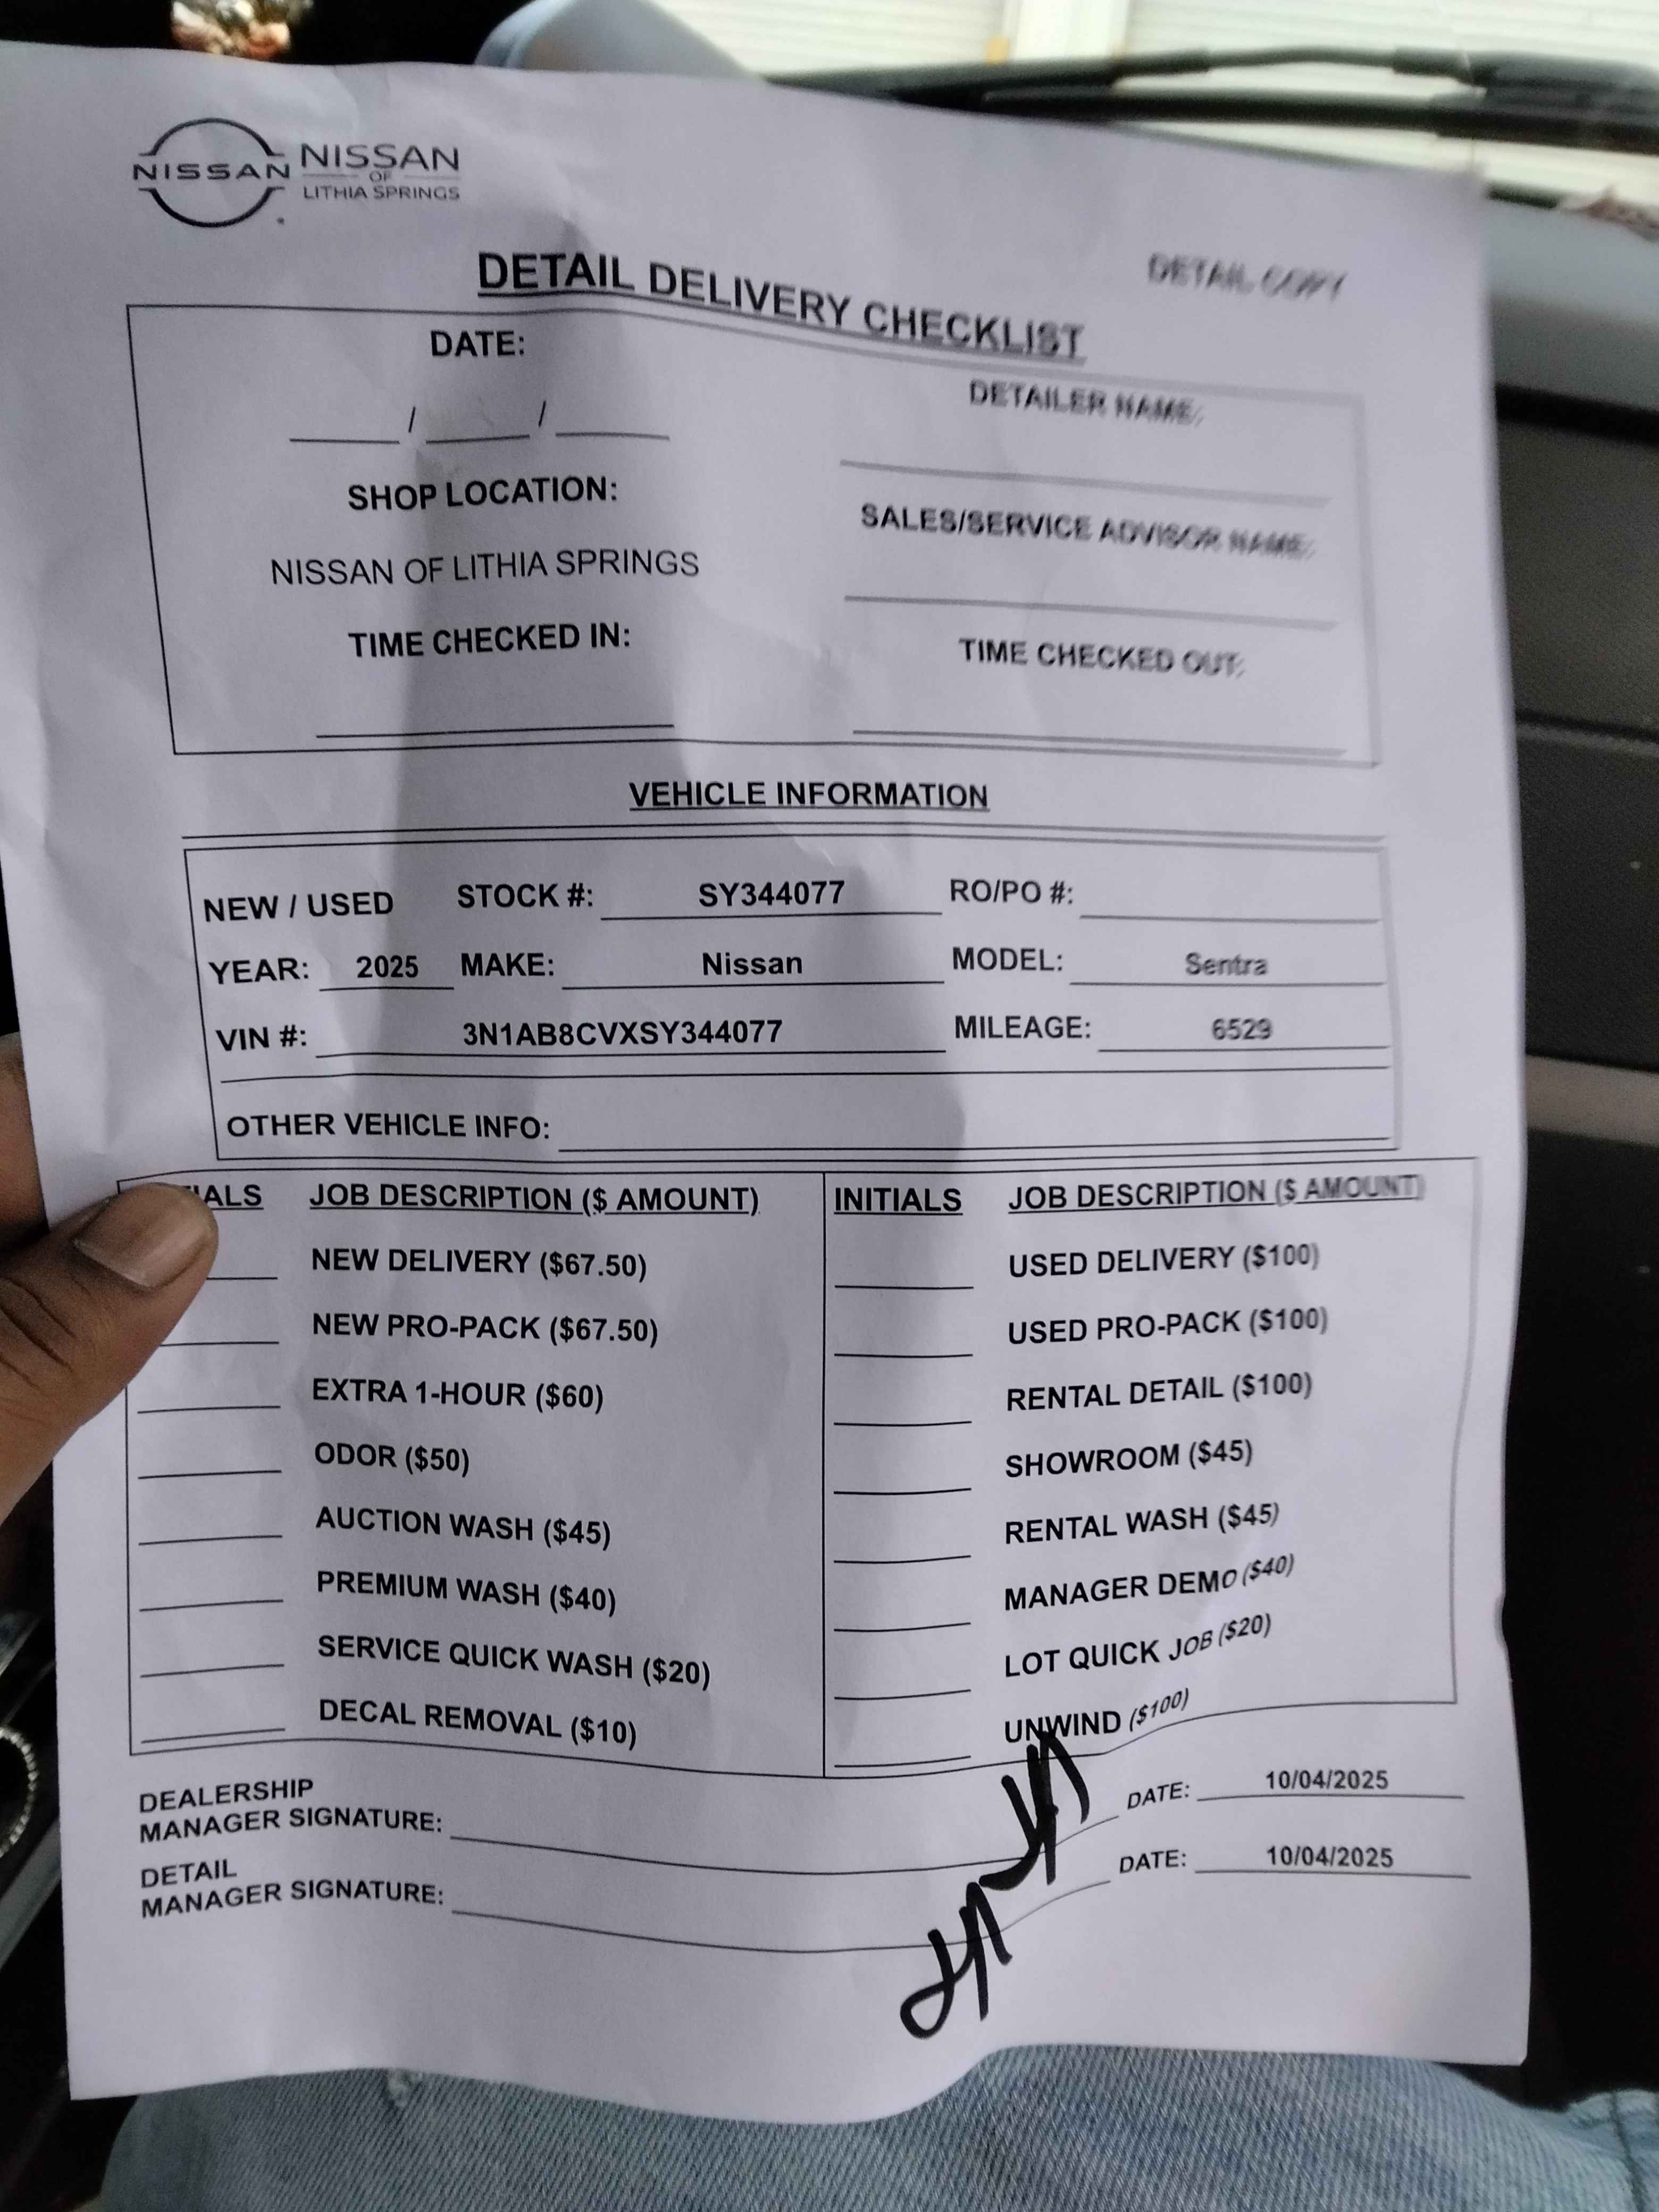 NISSAN NISSAN
OF
LITHIA SPRINGS
DETAIL COPY
DETAIL DELIVERY CHECKLIST
DATE:
/ /
DETAILER NAME:
SHOP LOCATION:
NISSAN OF LITHIA SPRINGS
SALES/SERVICE ADVISOR NAME:
TIME CHECKED IN:
TIME CHECKED OUT:
VEHICLE INFORMATION
NEW / USED STOCK #: SY344077 RO/PO #:
YEAR: 2025 MAKE: Nissan MODEL: Sentra
VIN #: 3N1AB8CVXSY344077 MILEAGE: 6529
OTHER VEHICLE INFO:
IALS JOB DESCRIPTION ($ AMOUNT) INITIALS JOB DESCRIPTION ($ AMOUNT)
NEW DELIVERY ($67.50) USED DELIVERY ($100)
NEW PRO-PACK ($67.50) USED PRO-PACK ($100)
EXTRA 1-HOUR ($60) RENTAL DETAIL ($100)
ODOR ($50) SHOWROOM ($45)
AUCTION WASH ($45) RENTAL WASH ($45)
PREMIUM WASH ($40) MANAGER DEMO ($40)
SERVICE QUICK WASH ($20) LOT QUICK JOB ($20)
DECAL REMOVAL ($10) UNWIND ($100)
DEALERSHIP
MANAGER SIGNATURE: DATE: 10/04/2025
DETAIL
MANAGER SIGNATURE: DATE: 10/04/2025